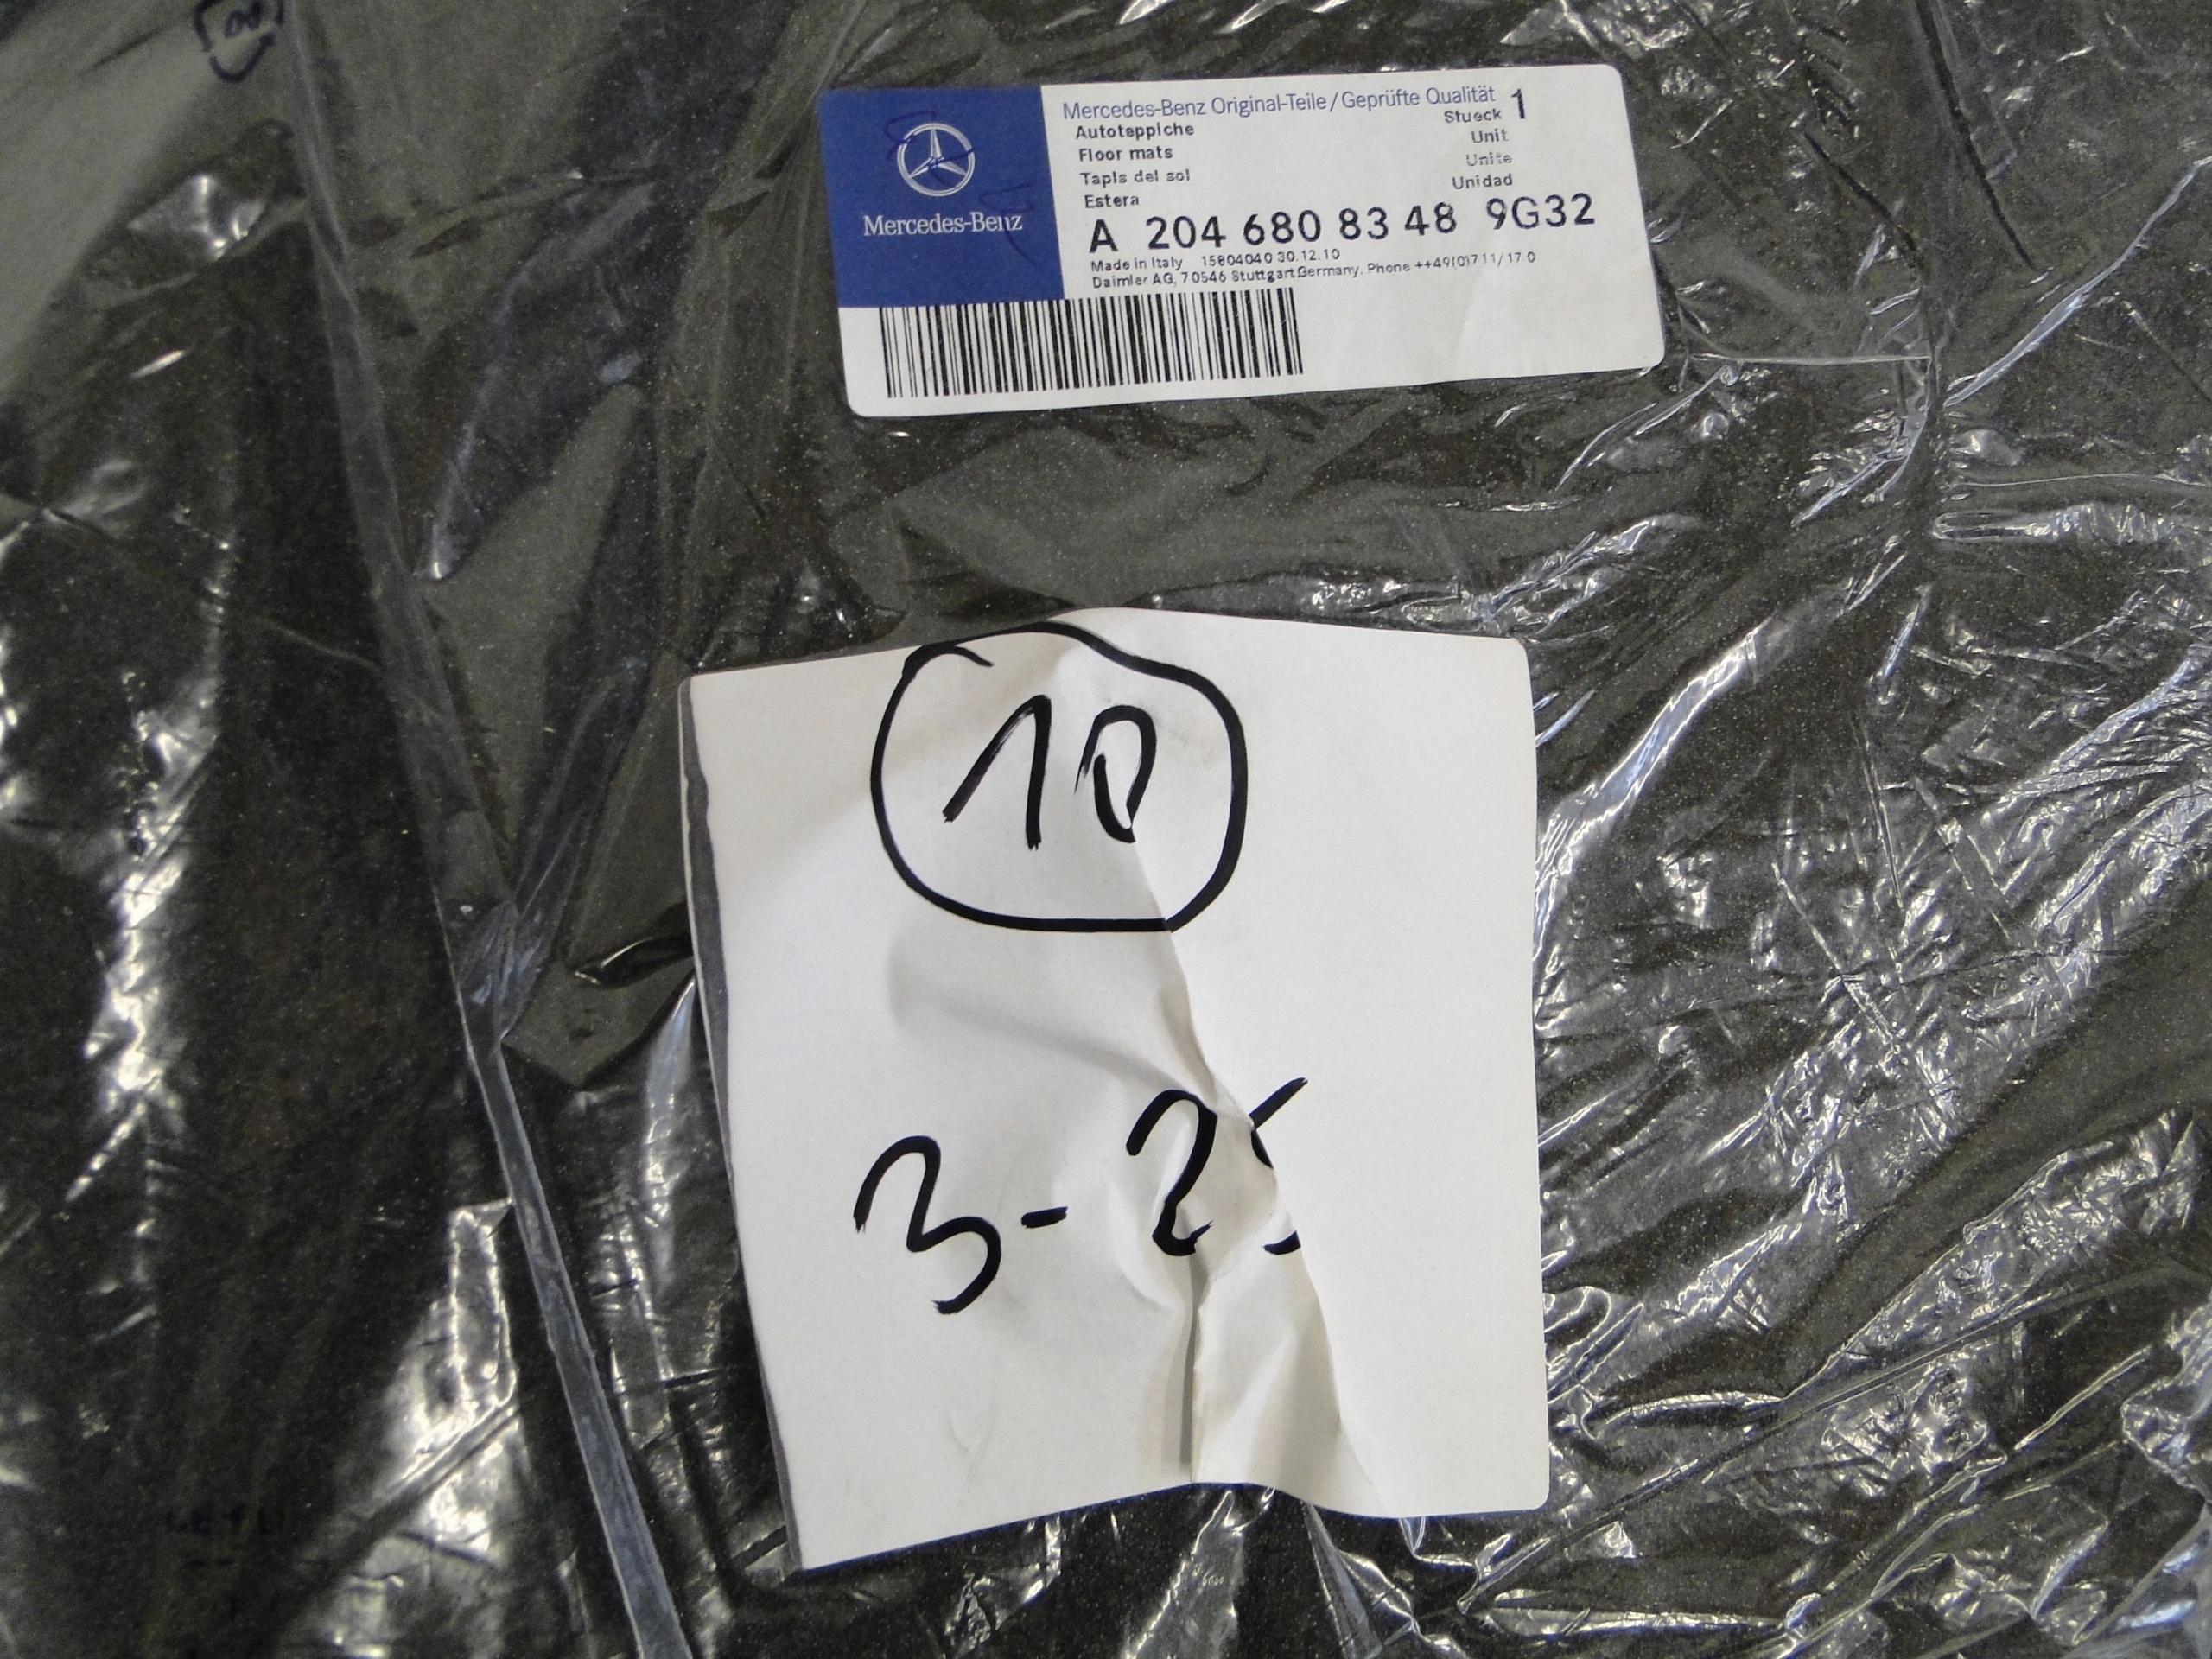 Mercedes-Benz Original-Teile/Geprüfte Qualität
Autoteppiche Stueck 1
Floor mats Unit
Tapis del sol Unite
Estera Unidad
A 204 680 83 48 9G32
Made in Italy 15804040 30.12.10
Daimler AG, 70546 Stuttgart,Germany. Phone ++49(0)711/17 0
Mercedes-Benz
10
3-25